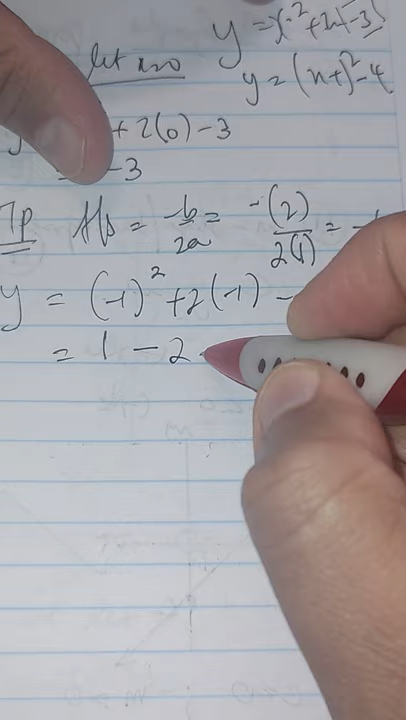 y = x² + 2x - 3
let x=0
y = (x+)² - 4
+ 2(0) - 3
= -3
TP A/S = -b/2a = -(2)/2(1) = -1
y = (-1)² + 2(-1) -
= 1 - 2